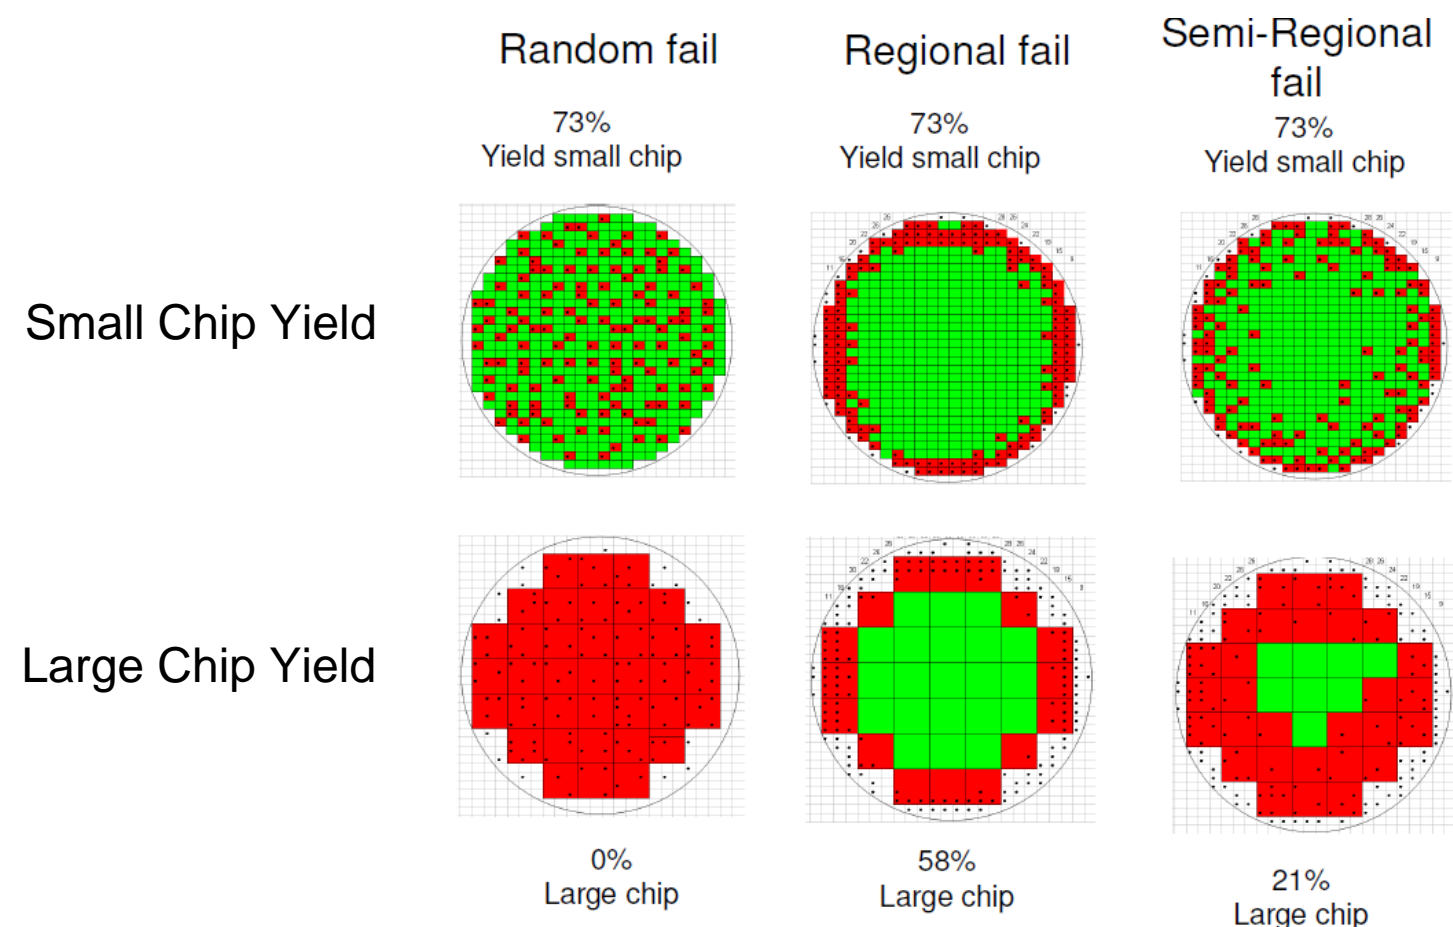 Random fail
Regional fail
Semi-Regional
fail
73%
Yield small chip
73%
Yield small chip
73%
Yield small chip
Small Chip Yield
Large Chip Yield
0%
Large chip
58%
Large chip
21%
Large chip